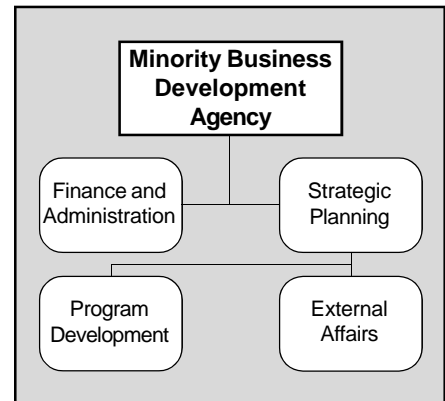 Minority Business
Development
Agency
Finance and
Administration
Strategic
Planning
Program
Development
External
Affairs